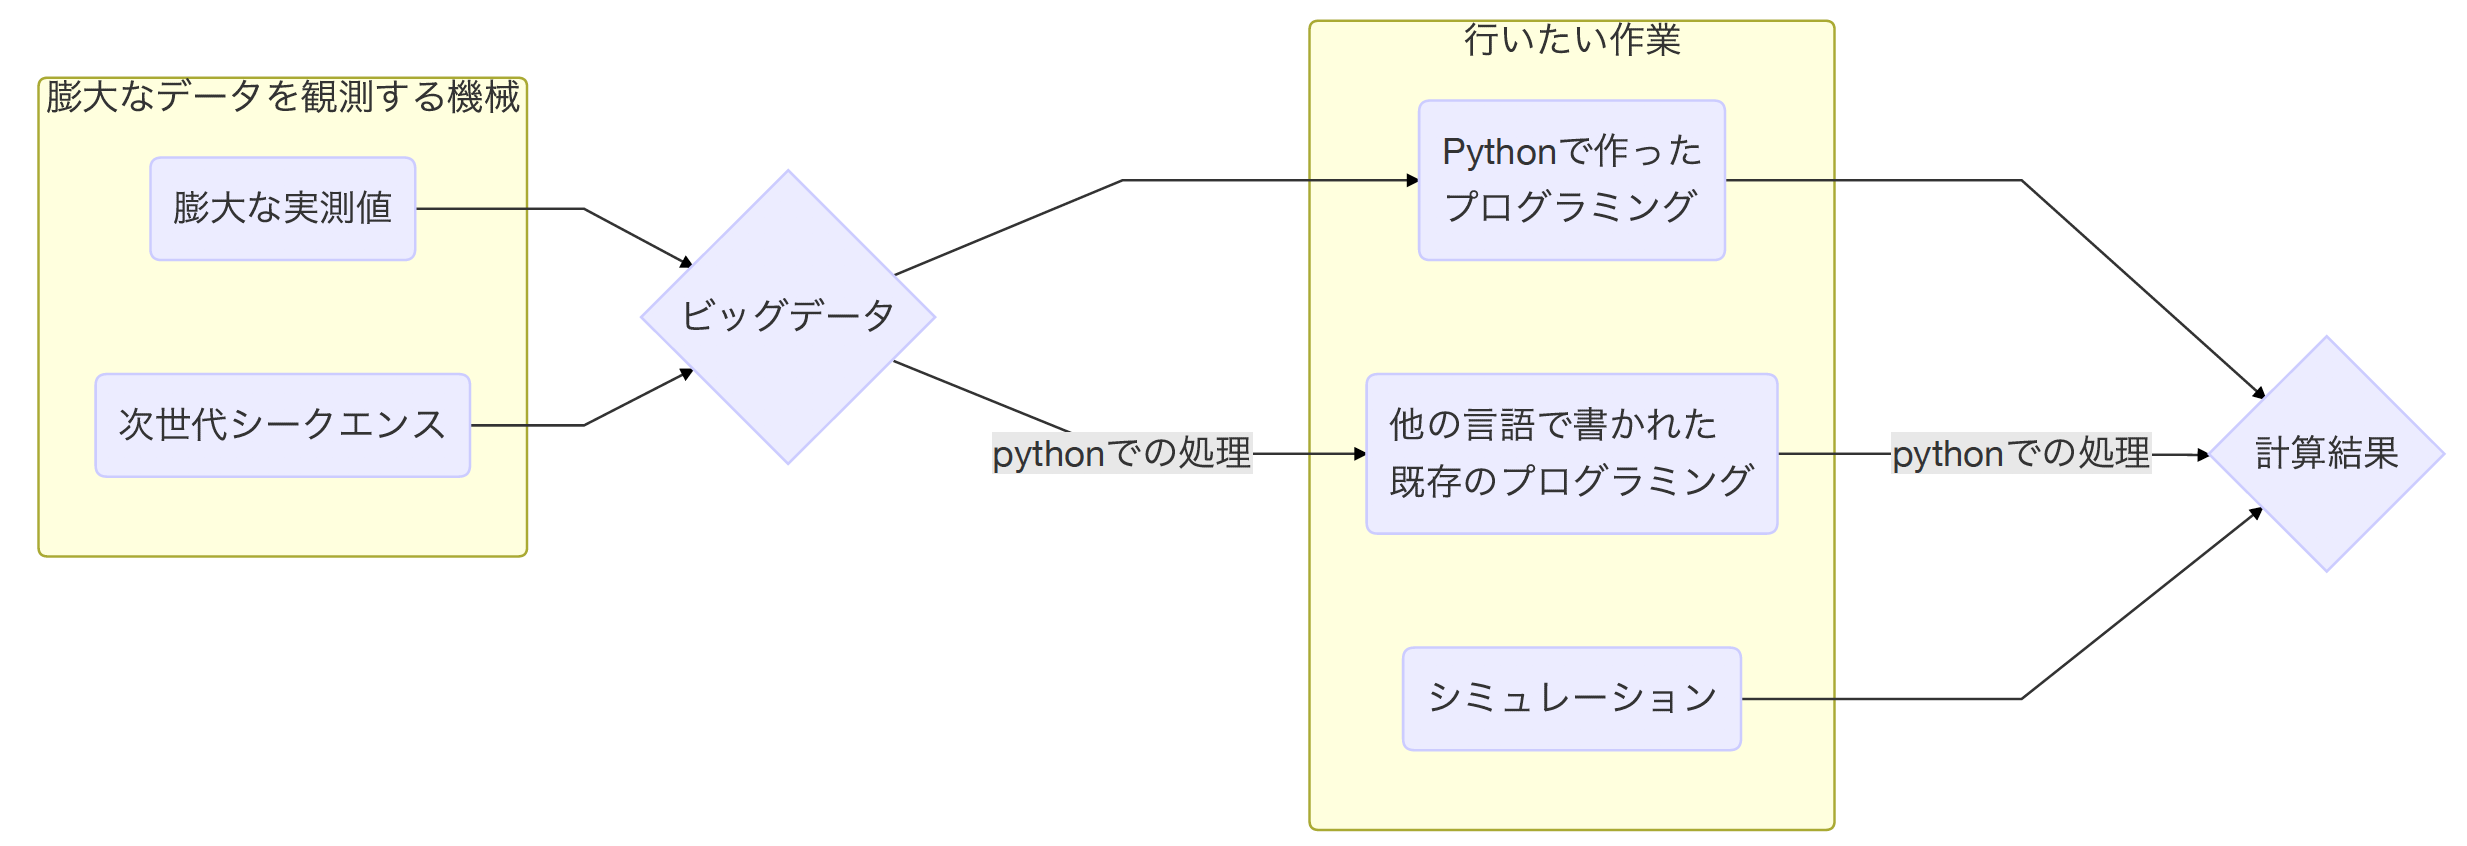 膨大なデータを観測する機械
膨大な実測値
次世代シークエンス
ビッグデータ
pythonでの処理
行いたい作業
Pythonで作った
プログラミング
他の言語で書かれた
既存のプログラミング
シミュレーション
pythonでの処理
計算結果